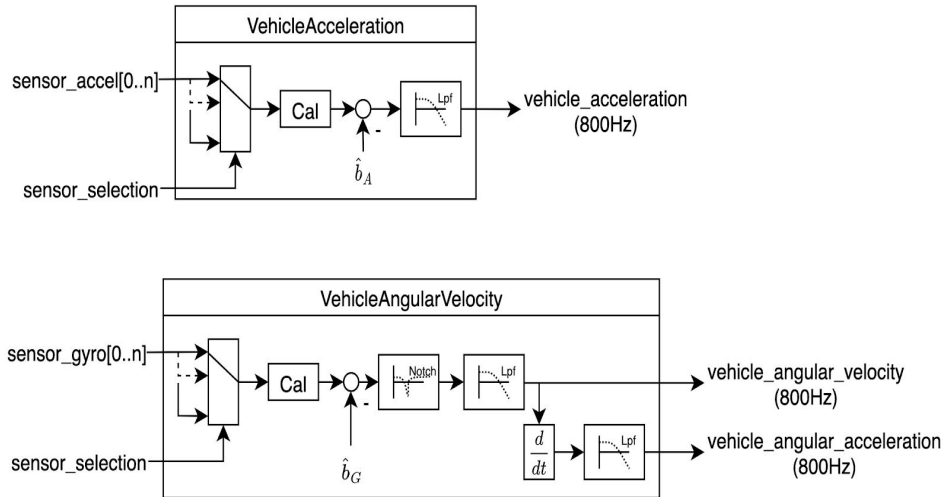 VehicleAcceleration
sensor_accel[0..n]
Cal
-
Lpf
vehicle_acceleration
(800Hz)
b̂_A
sensor_selection
VehicleAngularVelocity
sensor_gyro[0..n]
Cal
-
Notch
Lpf
vehicle_angular_velocity
(800Hz)
d
dt
Lpf
vehicle_angular_acceleration
(800Hz)
b̂_G
sensor_selection